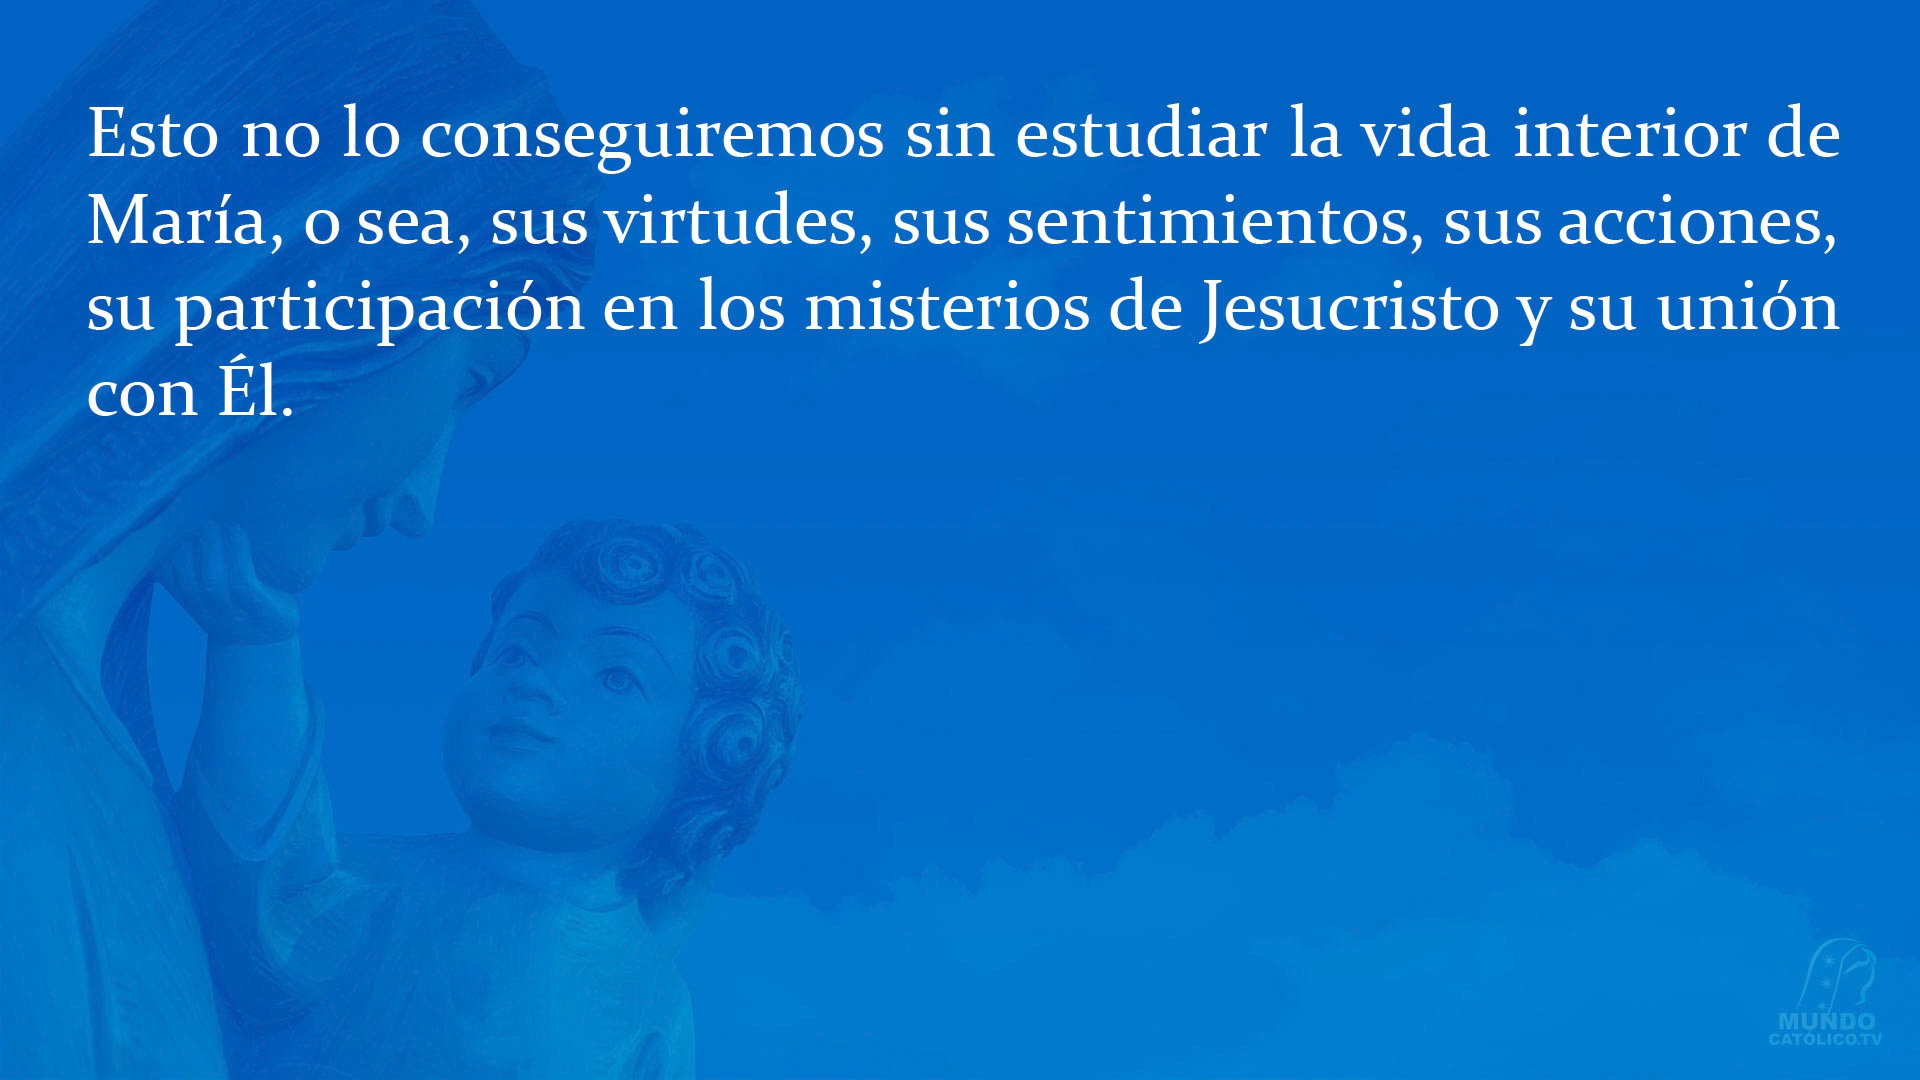 Esto no lo conseguiremos sin estudiar la vida interior de
María, o sea, sus virtudes, sus sentimientos, sus acciones,
su participación en los misterios de Jesucristo y su unión
con Él.
MUNDO
CATÓLICO.TV